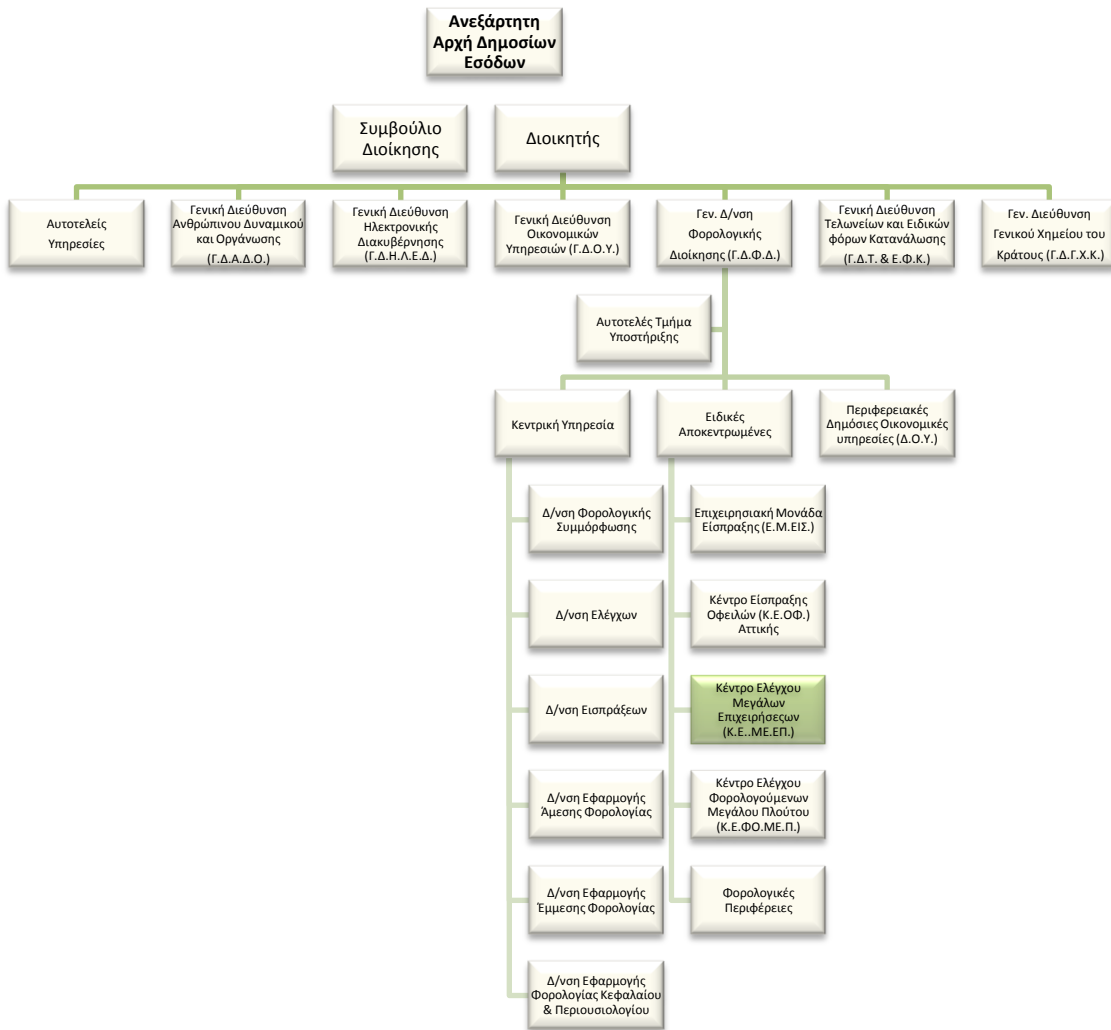 Ανεξάρτητη
Αρχή Δημοσίων
Εσόδων
Συμβούλιο
Διοίκησης
Διοικητής
Αυτοτελείς
Υπηρεσίες
Γενική Διεύθυνση
Ανθρώπινου Δυναμικού
και Οργάνωσης
(Γ.Δ.Α.Δ.Ο.)
Γενική Διεύθυνση
Ηλεκτρονικής
Διακυβέρνησης
(Γ.Δ.Η.Λ.Ε.Δ.)
Γενική Διεύθυνση
Οικονομικών
Υπηρεσιών (Γ.Δ.Ο.Υ.)
Γεν. Δ/νση
Φορολογικής
Διοίκησης (Γ.Δ.Φ.Δ.)
Γενική Διεύθυνση
Τελωνείων και Ειδικών
φόρων Κατανάλωσης
(Γ.Δ.Τ. & Ε.Φ.Κ.)
Γεν. Διεύθυνση
Γενικού Χημείου του
Κράτους (Γ.Δ.Γ.Χ.Κ.)
Αυτοτελές Τμήμα
Υποστήριξης
Κεντρική Υπηρεσία
Ειδικές
Αποκεντρωμένες
Περιφερειακές
Δημόσιες Οικονομικές
υπηρεσίες (Δ.Ο.Υ.)
Δ/νση Φορολογικής
Συμμόρφωσης
Δ/νση Ελέγχων
Δ/νση Εισπράξεων
Δ/νση Εφαρμογής
Άμεσης Φορολογίας
Δ/νση Εφαρμογής
Έμμεσης Φορολογίας
Δ/νση Εφαρμογής
Φορολογίας Κεφαλαίου
& Περιουσιολογίου
Επιχειρησιακή Μονάδα
Είσπραξης (Ε.Μ.ΕΙΣ.)
Κέντρο Είσπραξης
Οφειλών (Κ.Ε.ΟΦ.)
Αττικής
Κέντρο Ελέγχου
Μεγάλων
Επιχειρήσεςων
(Κ.Ε..ΜΕ.ΕΠ.)
Κέντρο Ελέγχου
Φορολογούμενων
Μεγάλου Πλούτου
(Κ.Ε.ΦΟ.ΜΕ.Π.)
Φορολογικές
Περιφέρειες